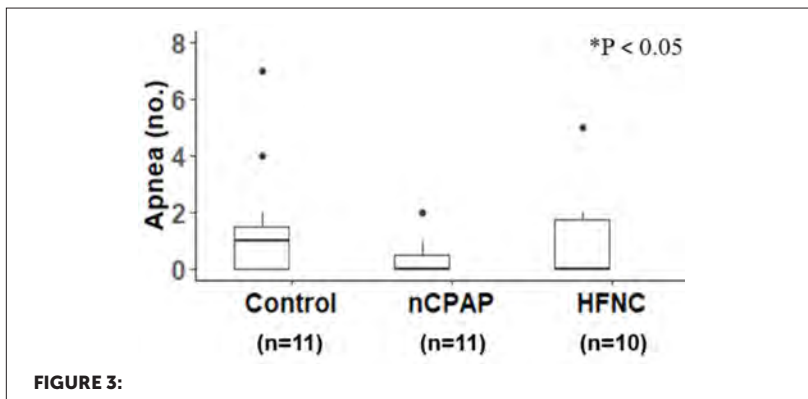 *P < 0.05
Apnea (no.)
8
6
4
2
0
Control nCPAP HFNC
(n=11) (n=11) (n=10)
FIGURE 3: